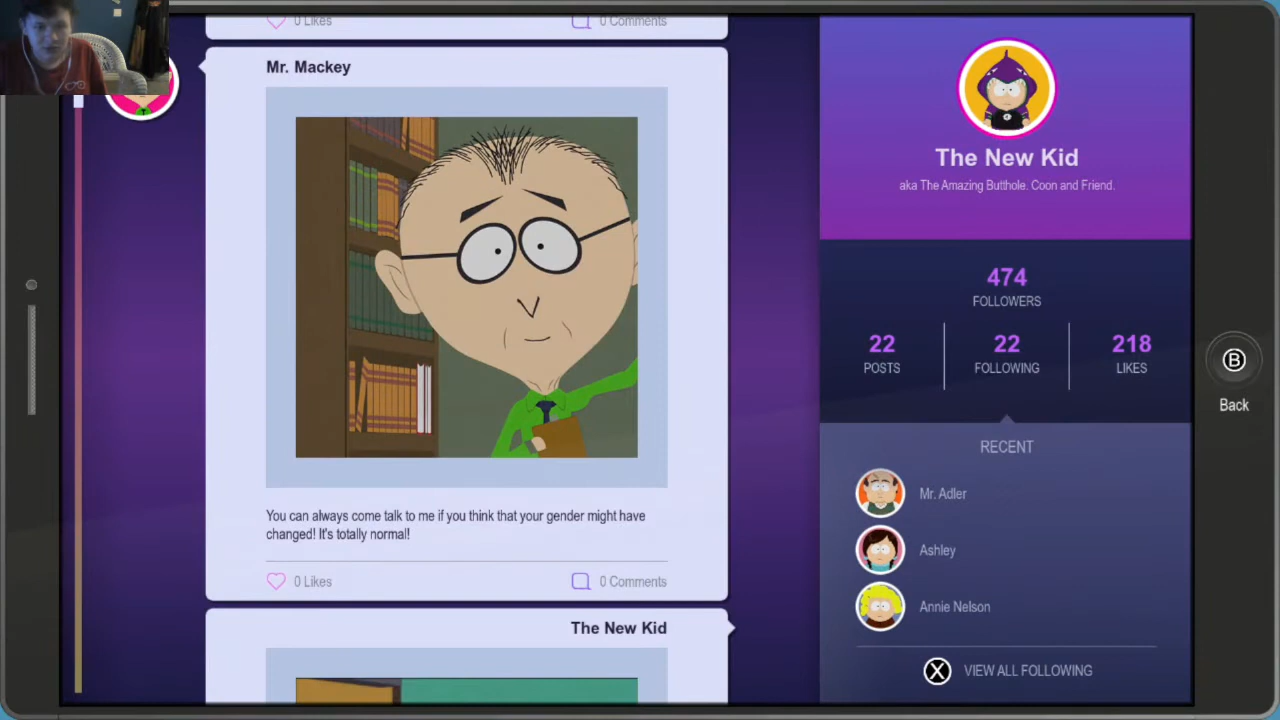 0 Likes
0 Comments
Mr. Mackey
You can always come talk to me if you think that your gender might have
changed! It's totally normal!
0 Likes
0 Comments
The New Kid
The New Kid
aka The Amazing Butthole. Coon and Friend.
474
FOLLOWERS
22
POSTS
22
FOLLOWING
218
LIKES
RECENT
Mr. Adler
Ashley
Annie Nelson
X VIEW ALL FOLLOWING
B
Back